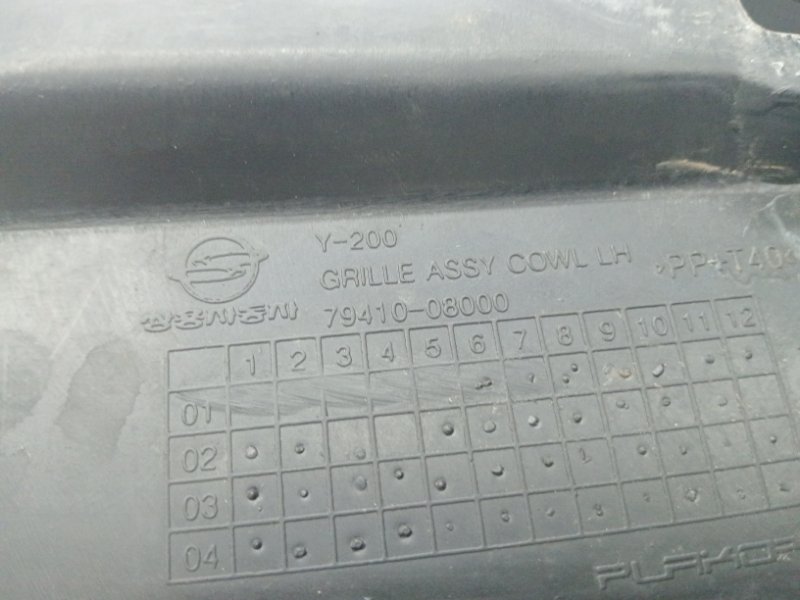 Y-200
GRILLE ASSY COWL LH
>PP+T40<
쌍용자동차
79410-08000
1 2 3 4 5 6 7 8 9 10 11 12
01
02
03
04
PLAKOR